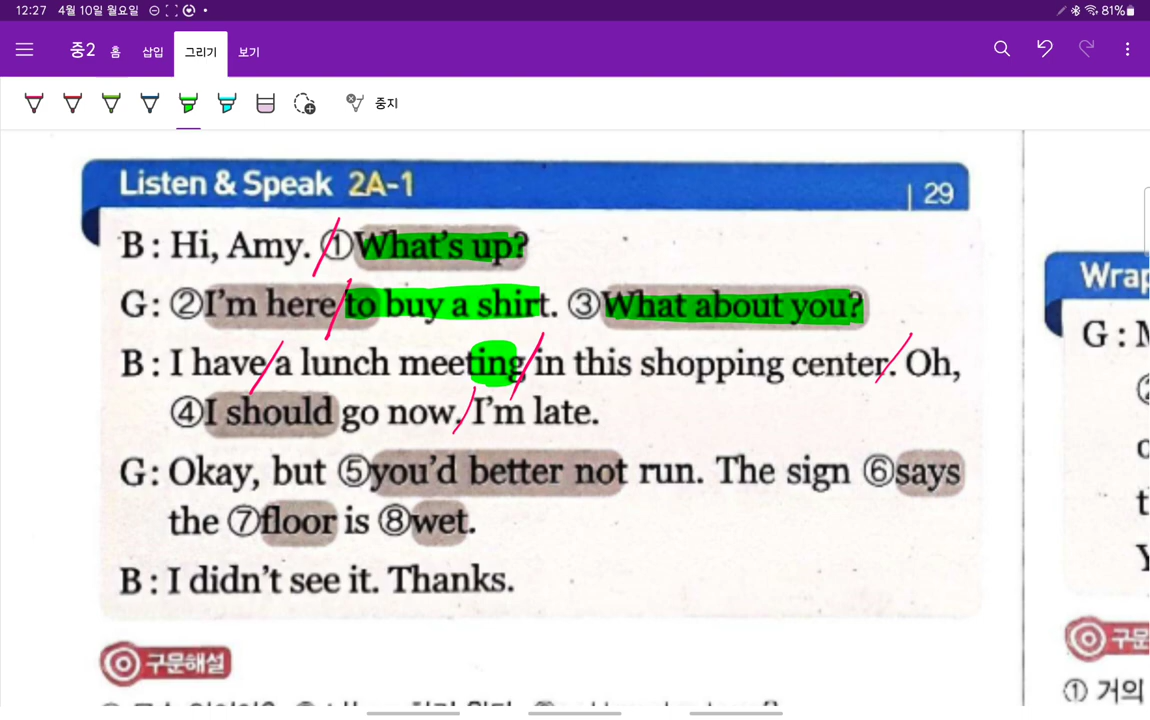 12:27 4월 10일 월요일 81%
중2 홈 삽입 그리기 보기
중지
Listen & Speak 2A-1 | 29
B : Hi, Amy. ①What's up?
G : ②I'm here to buy a shirt. ③What about you?
B : I have a lunch meeting in this shopping center. Oh,
④I should go now. I'm late.
G : Okay, but ⑤you'd better not run. The sign ⑥says
the ⑦floor is ⑧wet.
B : I didn't see it. Thanks.
구문해설
G :
① 거의